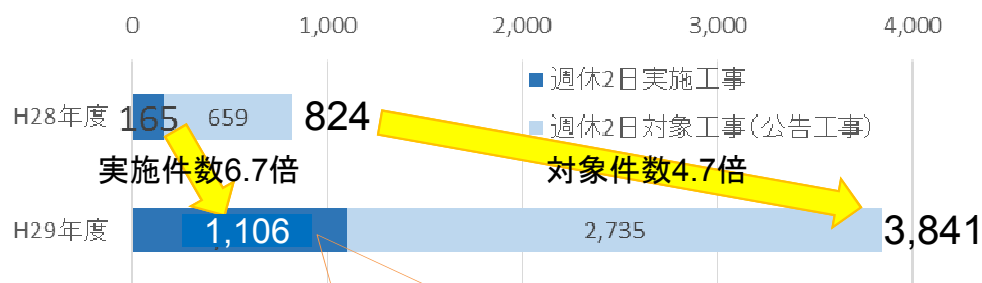 0 1,000 2,000 3,000 4,000
週休2日実施工事
H28年度 165 659 824
週休2日対象工事(公告工事)
実施件数6.7倍 対象件数4.7倍
H29年度 1,106 2,735 3,841